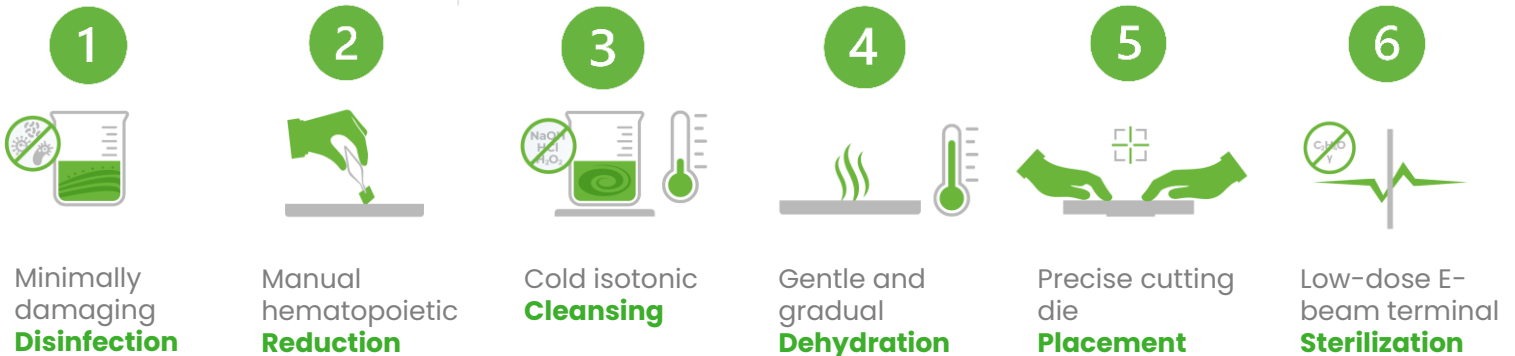 1
2
3
4
5
6
NaOH
HCl
H₂O₂
C₂H₄O
γ
Minimally
damaging
Disinfection
Manual
hematopoietic
Reduction
Cold isotonic
Cleansing
Gentle and
gradual
Dehydration
Precise cutting
die
Placement
Low-dose E-
beam terminal
Sterilization